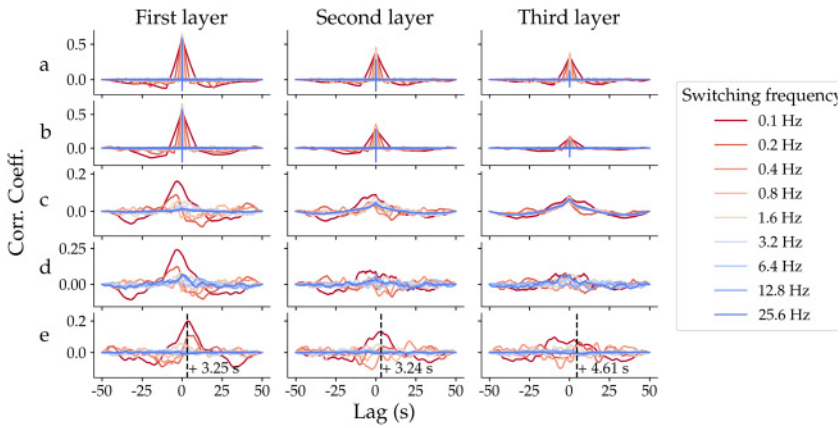 First layer Second layer Third layer
a 0.5
0.0
b 0.5
0.0
c 0.2
0.0
d 0.25
0.00
e 0.2
0.0
+ 3.25 s + 3.24 s + 4.61 s
-50 -25 0 25 50 -50 -25 0 25 50 -50 -25 0 25 50
Lag (s)
Corr. Coeff.
Switching frequency
0.1 Hz
0.2 Hz
0.4 Hz
0.8 Hz
1.6 Hz
3.2 Hz
6.4 Hz
12.8 Hz
25.6 Hz